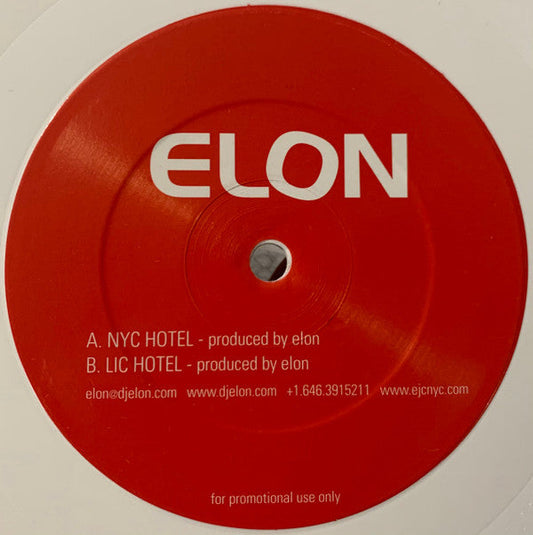 ELON
A. NYC HOTEL - produced by elon
B. LIC HOTEL - produced by elon
elon@djelon.com www.djelon.com +1.646.3915211 www.ejcnyc.com
for promotional use only